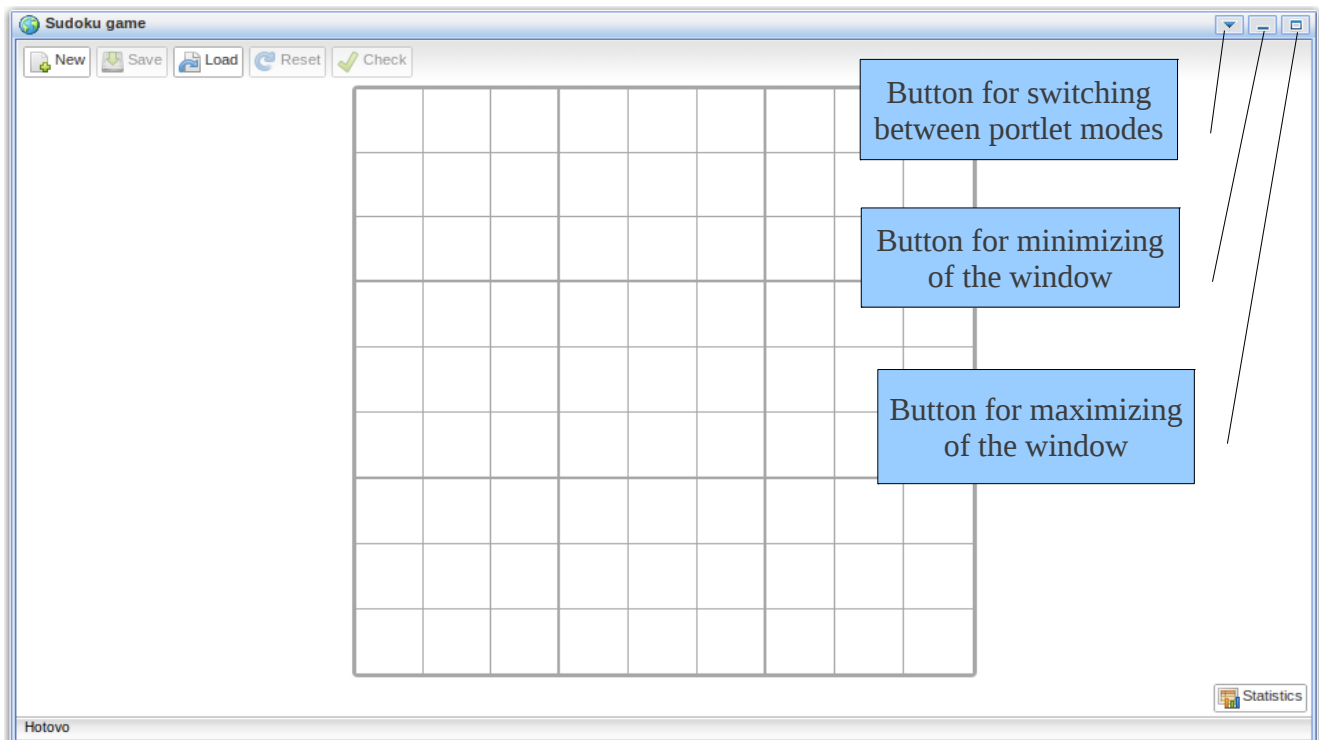 Sudoku game
New Save Load Reset Check
Button for switching
between portlet modes
Button for minimizing
of the window
Button for maximizing
of the window
Statistics
Hotovo